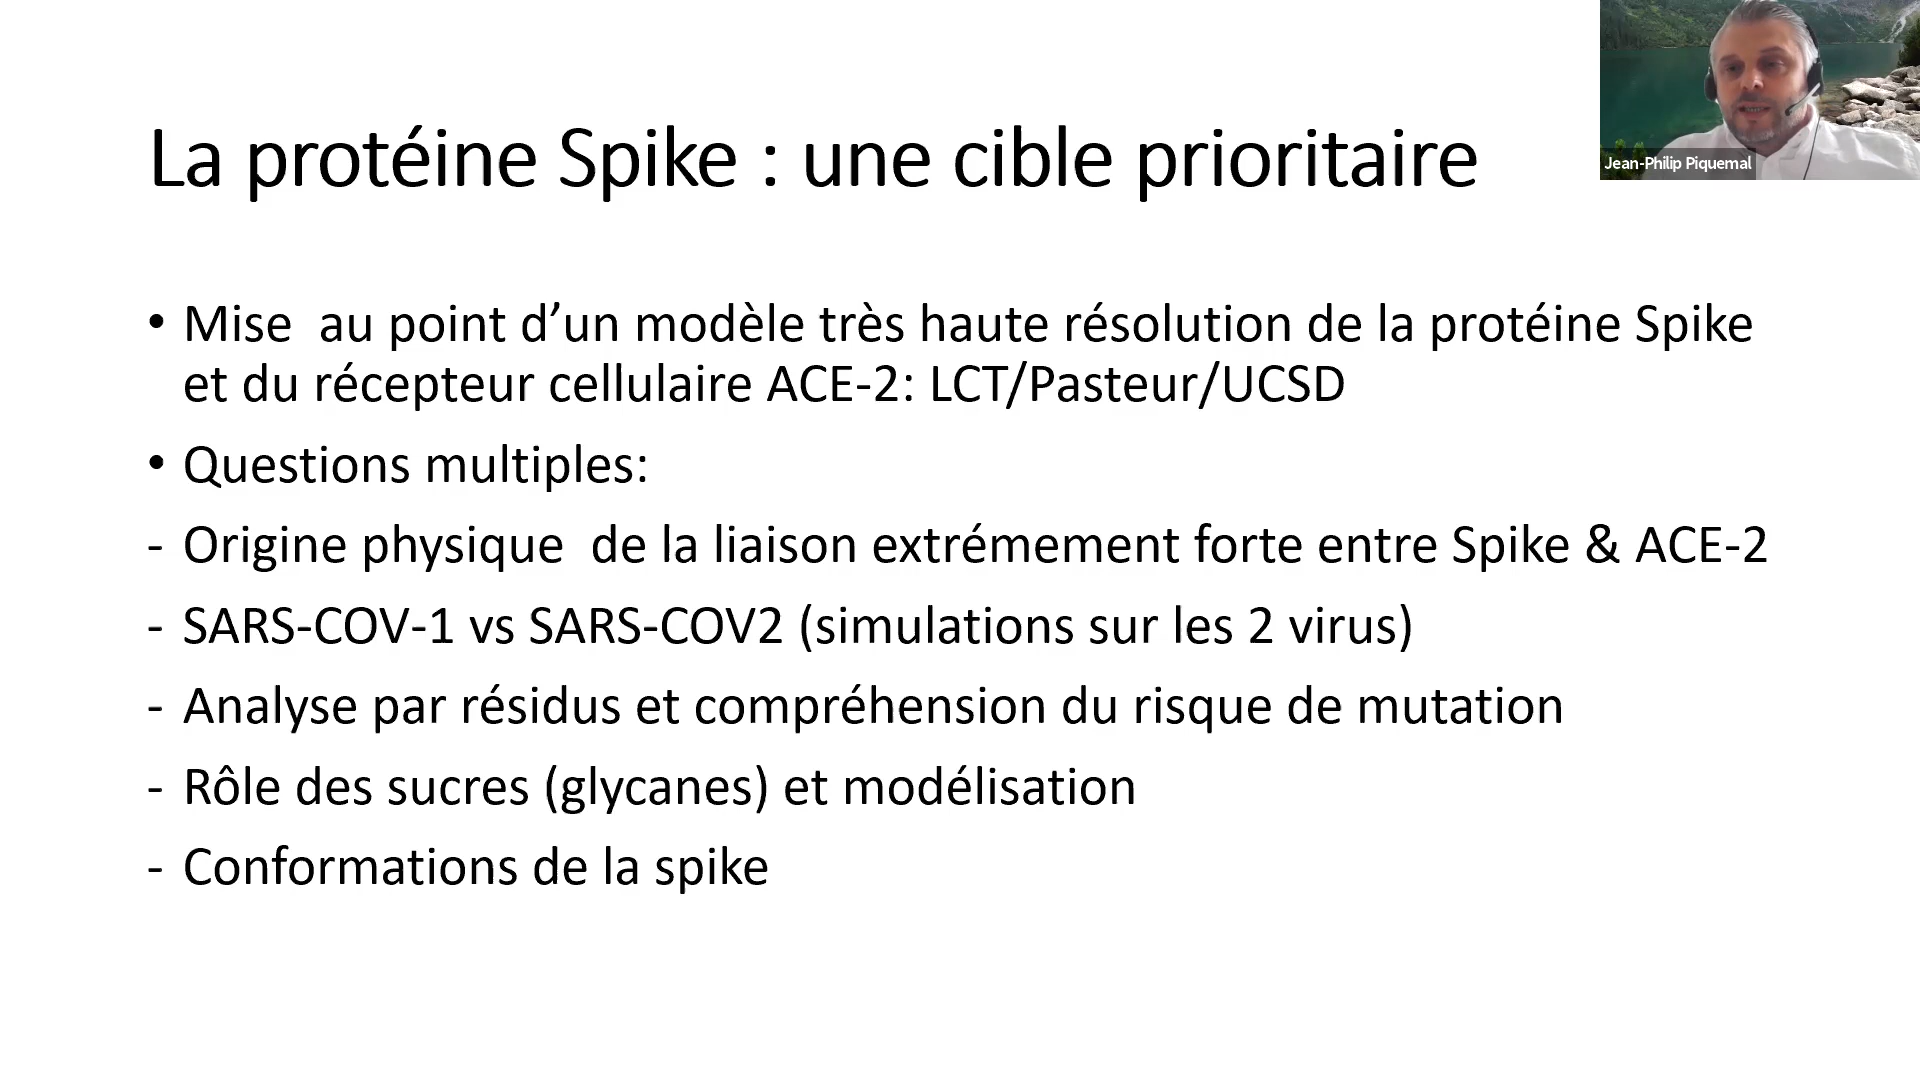 La protéine Spike : une cible prioritaire
Jean-Philip Piquemal
• Mise  au point d’un modèle très haute résolution de la protéine Spike
et du récepteur cellulaire ACE-2: LCT/Pasteur/UCSD
• Questions multiples:
- Origine physique  de la liaison extrémement forte entre Spike & ACE-2
- SARS-COV-1 vs SARS-COV2 (simulations sur les 2 virus)
- Analyse par résidus et compréhension du risque de mutation
- Rôle des sucres (glycanes) et modélisation
- Conformations de la spike